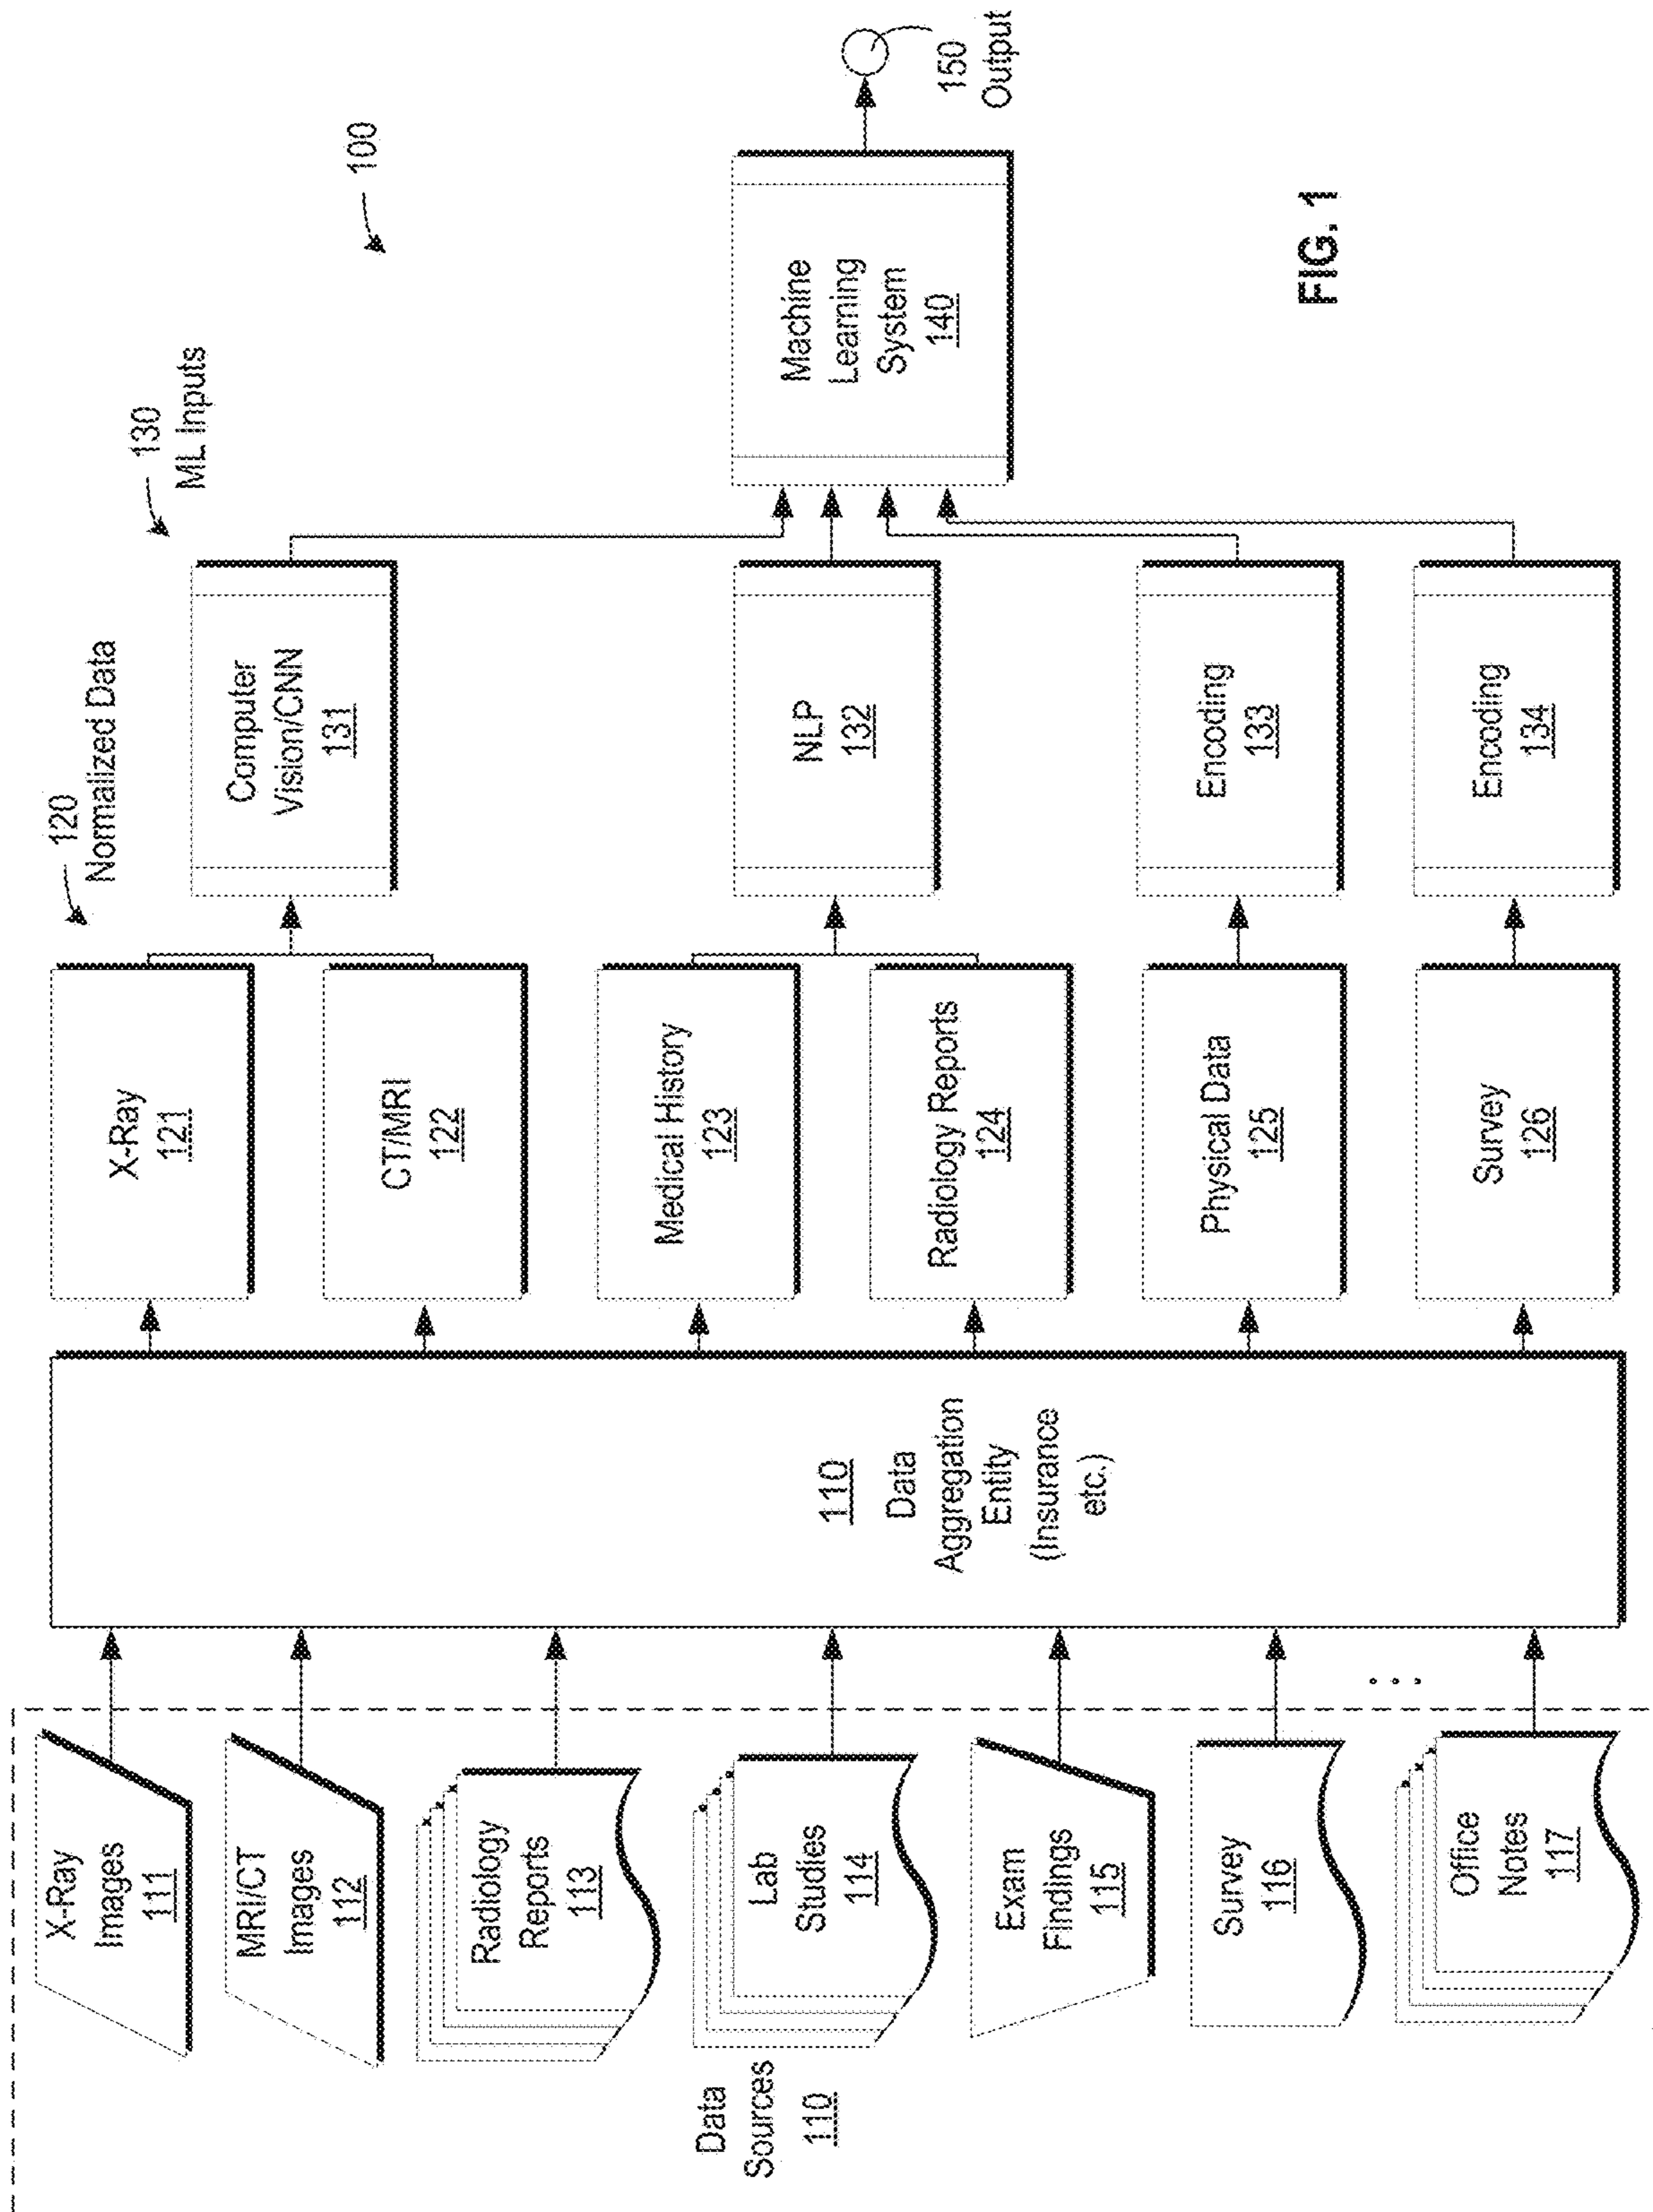 100
120
Normalized Data
130
ML Inputs
X-Ray
Images
111
MRI/CT
Images
112
Radiology
Reports
113
Lab
Studies
114
Exam
Findings
115
Survey
116
Office
Notes
117
Data
Sources
110
110
Data
Aggregation
Entity
(Insurance
etc.)
X-Ray
121
CT/MRI
122
Medical History
123
Radiology Reports
124
Physical Data
125
Survey
126
Computer
Vision/CNN
131
NLP
132
Encoding
133
Encoding
134
Machine
Learning
System
140
150
Output
FIG. 1